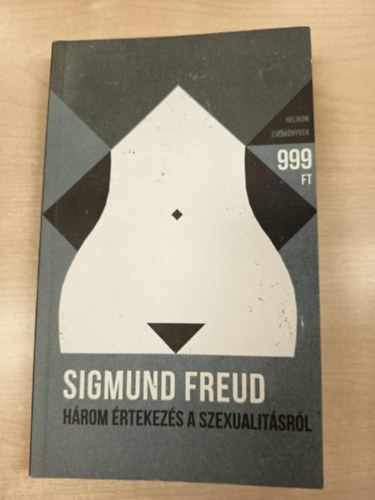 HELIKON
ZSEBKÖNYVEK
999
FT
SIGMUND FREUD
HÁROM ÉRTEKEZÉS A SZEXUALITÁSRÓL